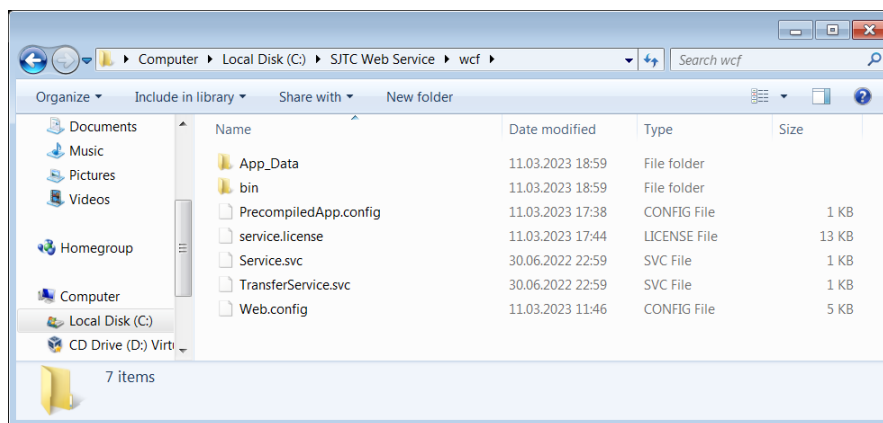 Computer Local Disk (C:) SJTC Web Service wcf Search wcf
Organize Include in library Share with New folder
Documents
Music
Pictures
Videos
Homegroup
Computer
Local Disk (C:)
CD Drive (D:) Virtu
Name Date modified Type Size
App_Data 11.03.2023 18:59 File folder
bin 11.03.2023 18:59 File folder
PrecompiledApp.config 11.03.2023 17:38 CONFIG File 1 KB
service.license 11.03.2023 17:44 LICENSE File 13 KB
Service.svc 30.06.2022 22:59 SVC File 1 KB
TransferService.svc 30.06.2022 22:59 SVC File 1 KB
Web.config 11.03.2023 11:46 CONFIG File 5 KB
7 items